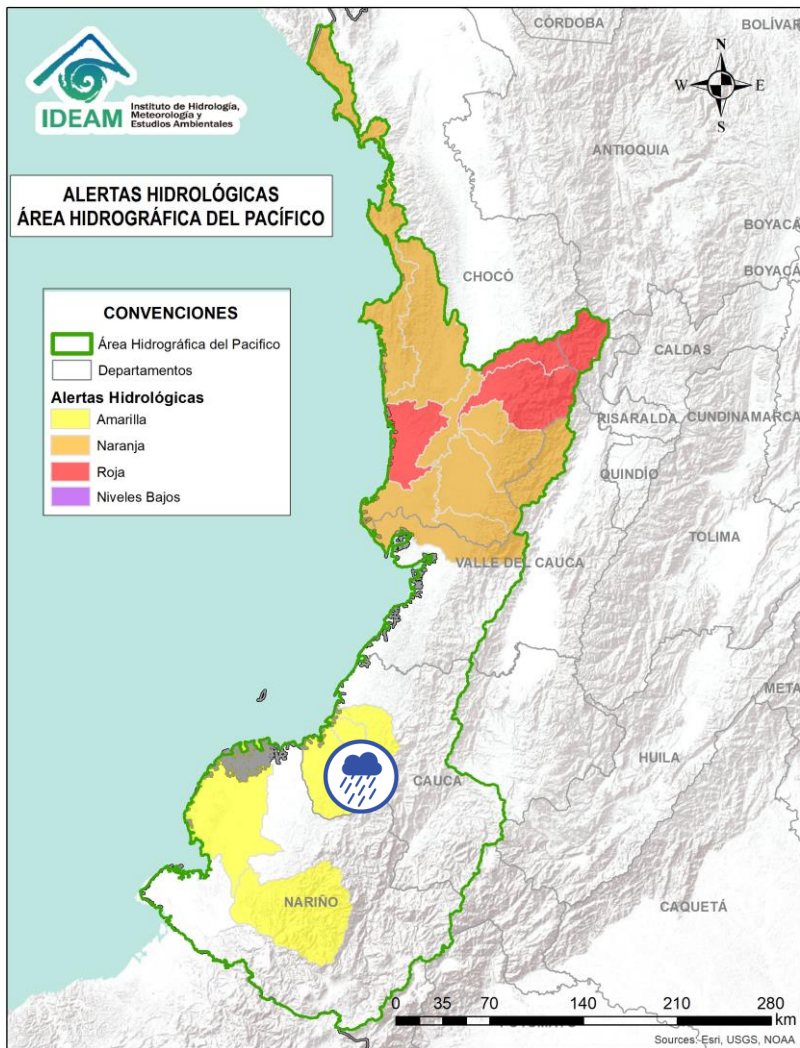 CÓRDOBA
BOLÍVAR
IDEAM
Instituto de Hidrología,
Meteorología y
Estudios Ambientales
N
W
E
S
ANTIOQUIA
ALERTAS HIDROLÓGICAS
ÁREA HIDROGRÁFICA DEL PACÍFICO
BOYACÁ
BOYACÁ
CHOCÓ
CONVENCIONES
Área Hidrográfica del Pacifico
Departamentos
Alertas Hidrológicas
Amarilla
Naranja
Roja
Niveles Bajos
CALDAS
RISARALDA
CUNDINAMARCA
QUINDÍO
TOLIMA
VALLE DEL CAUCA
META
HUILA
CAUCA
NARIÑO
CAQUETÁ
0 35 70 140 210 280
km
Sources: Esri, USGS, NOAA